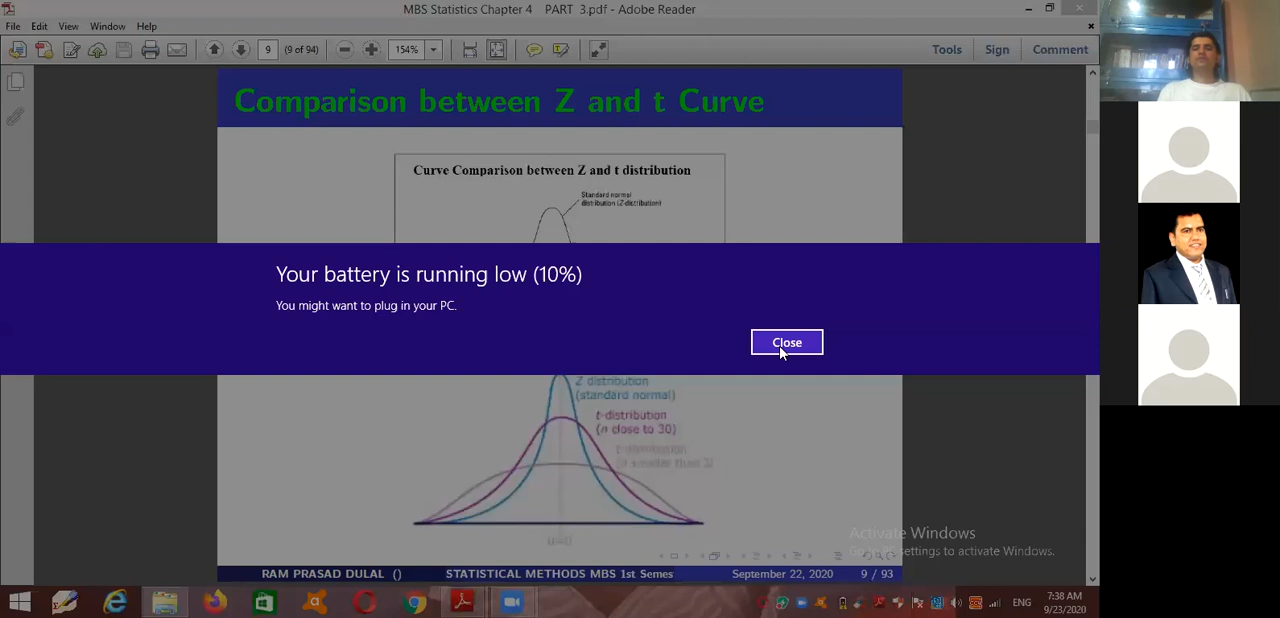 MBS Statistics Chapter 4 PART 3.pdf - Adobe Reader
File Edit View Window Help
9 (9 of 94) 154% Tools Sign Comment
Comparison between Z and t Curve
Curve Comparison between Z and t distribution
Standard normal
distribution (Z-distribution)
Your battery is running low (10%)
You might want to plug in your PC.
Close
Z distribution
(standard normal)
t-distribution
(n close to 30)
t-distribution
(n smaller than 3
Activate Windows
Go to settings to activate Windows.
RAM PRASAD DULAL () STATISTICAL METHODS MBS 1st Semes September 22, 2020 9 / 93
ENG
7:38 AM
9/23/2020